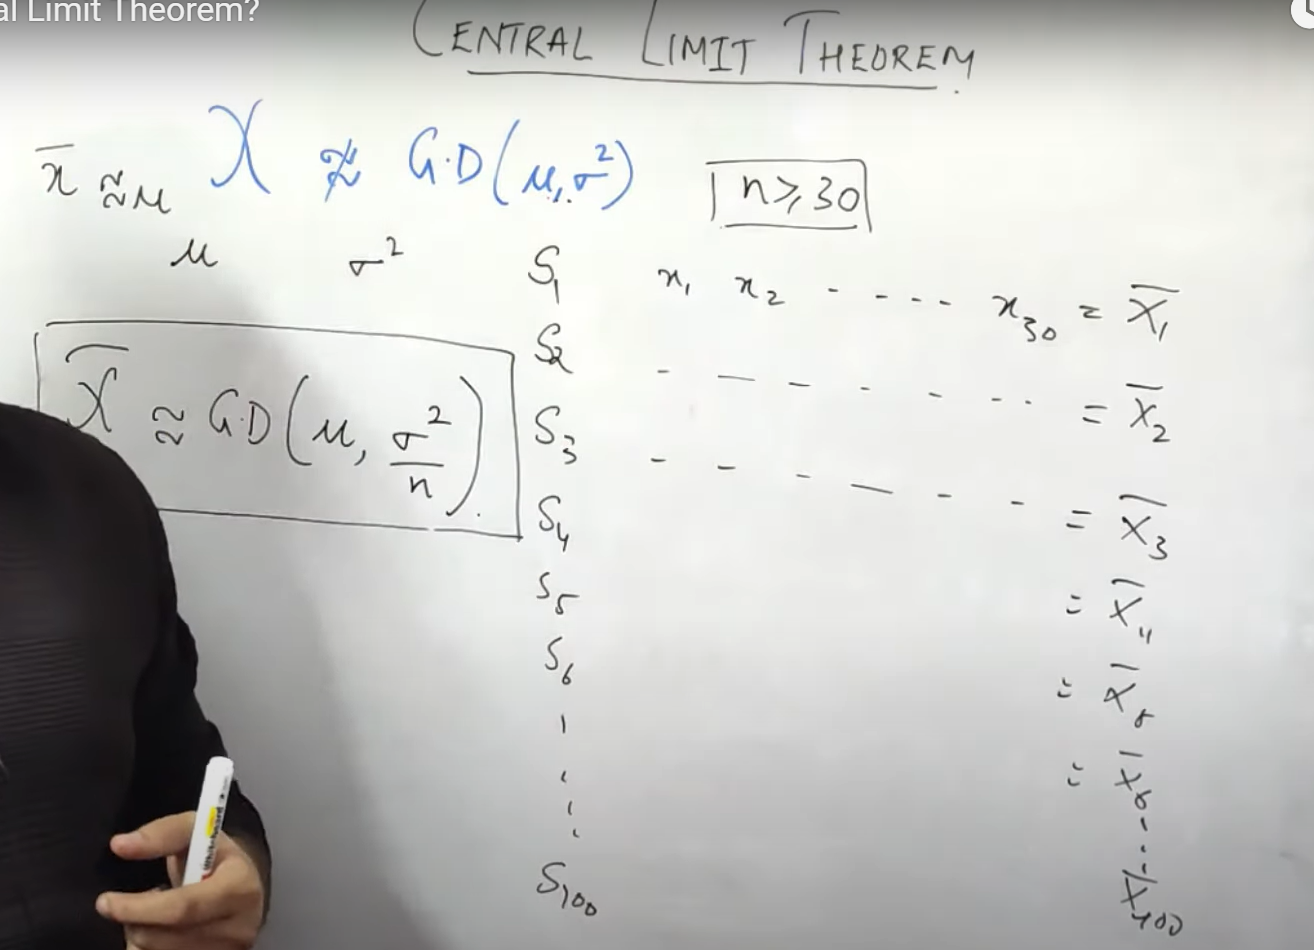 al Limit Theorem?
CENTRAL LIMIT THEOREM
x̄ ≈ μ
X ≉ G.D(μ, σ²)
n ≥ 30
μ σ²
X̄ ≈ G.D(μ, σ²/n).
S₁ x₁ x₂ - - - - - x₃₀ = X̄₁
S₂ - - - - - - - = X̄₂
S₃ - - - - - - = X̄₃
S₄ = X̄₄
S₅ = X̄₅
S₆ = X̄₆
S₁₀₀ X̄₁₀₀